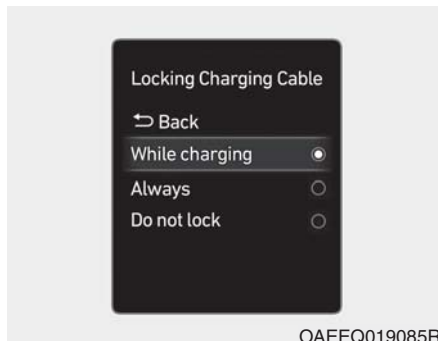 Locking Charging Cable
Back
While charging
Always
Do not lock
OAEEQ019085R